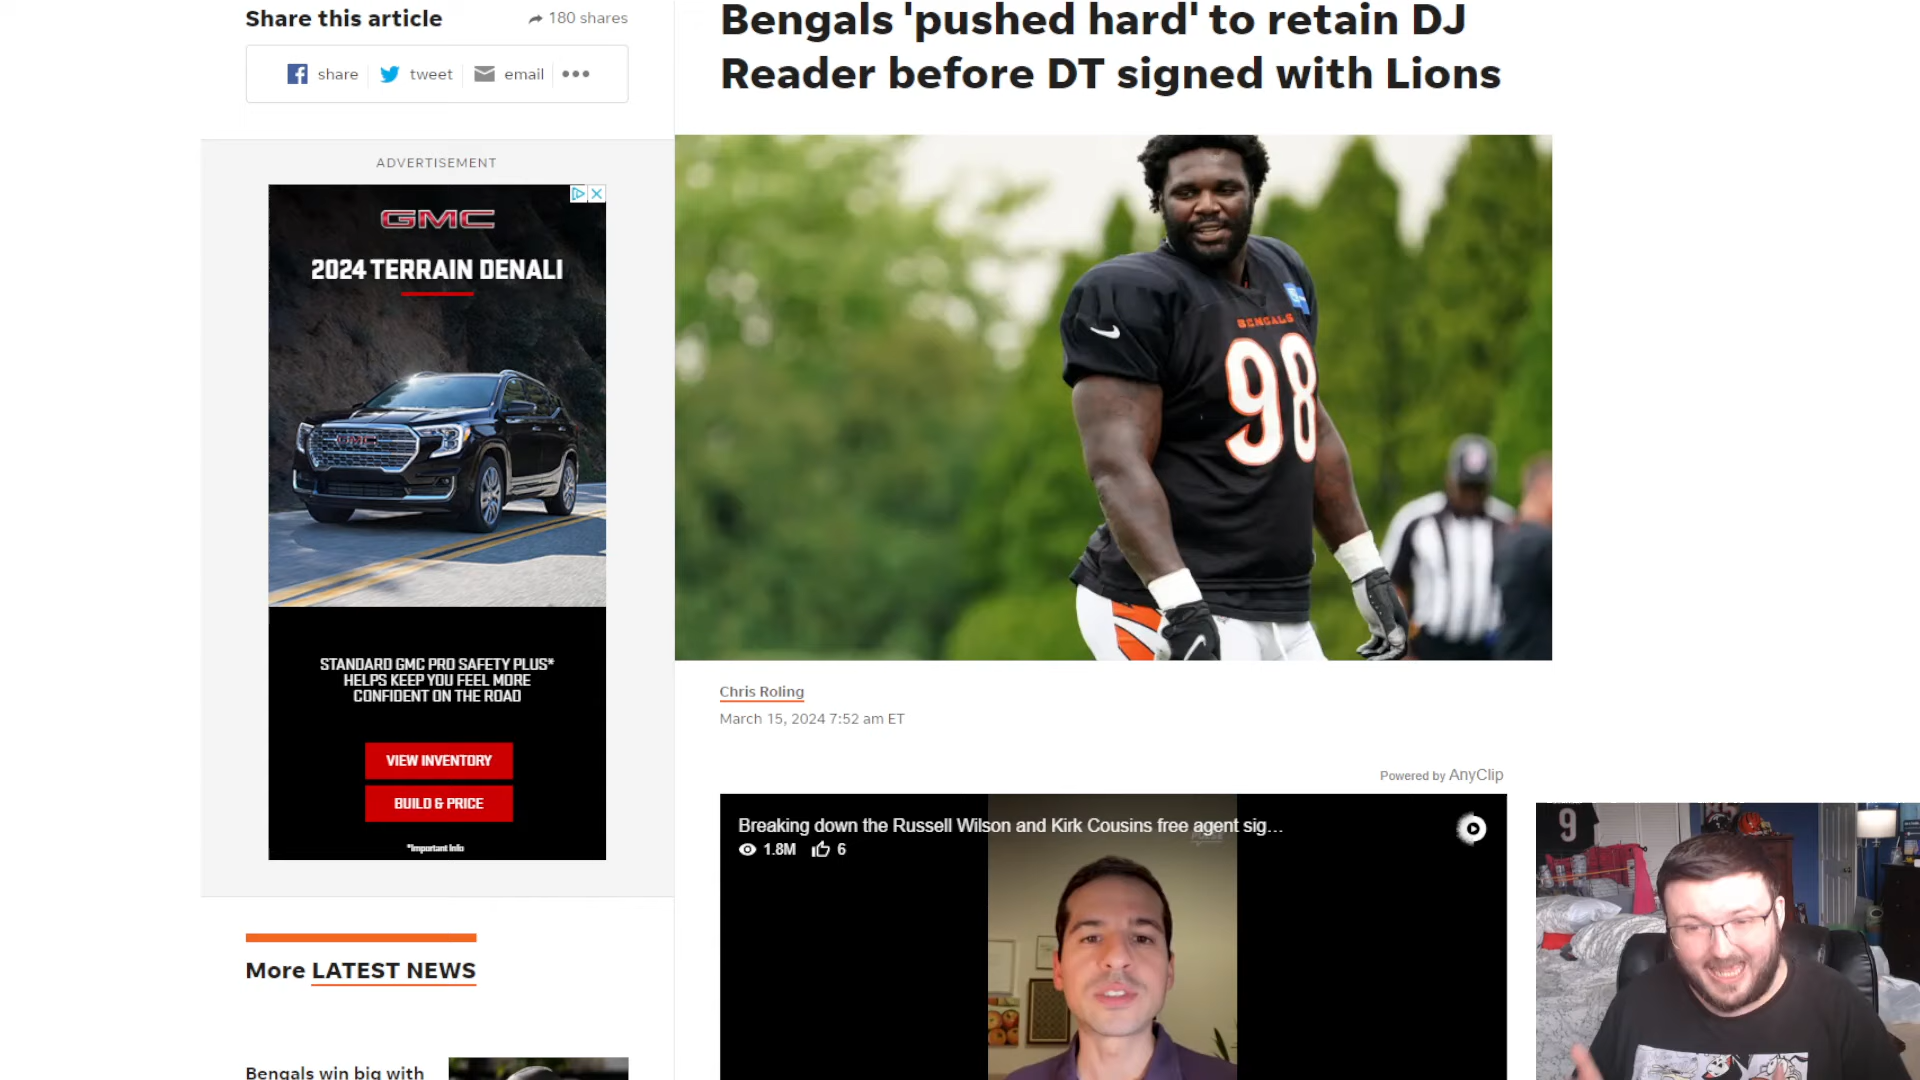 Share this article
180 shares
share
tweet
email
ADVERTISEMENT
GMC
2024 TERRAIN DENALI
STANDARD GMC PRO SAFETY PLUS*
HELPS KEEP YOU FEEL MORE
CONFIDENT ON THE ROAD
VIEW INVENTORY
BUILD & PRICE
*Important Info
More LATEST NEWS
Bengals win big with
Bengals 'pushed hard' to retain DJ
Reader before DT signed with Lions
BENGALS
98
Chris Roling
March 15, 2024 7:52 am ET
Powered by AnyClip
Breaking down the Russell Wilson and Kirk Cousins free agent sig...
1.8M
6
9